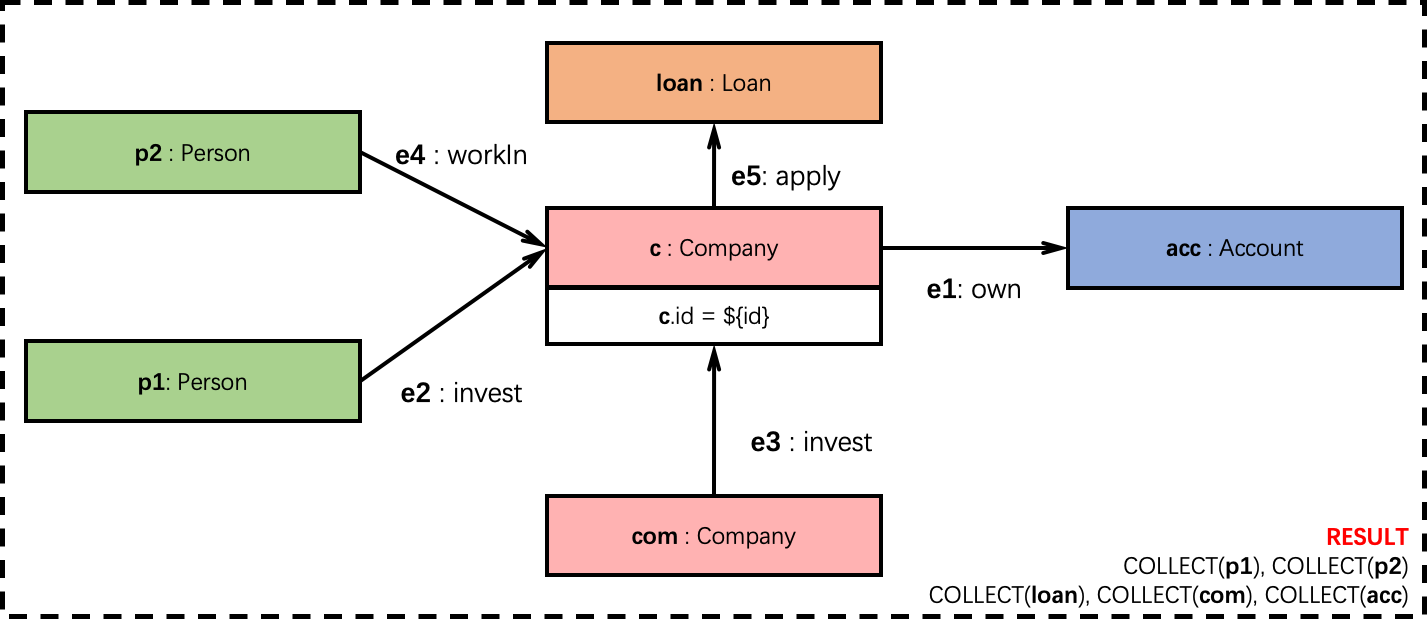 loan : Loan
p2 : Person
e4 : workIn
e5: apply
c : Company
acc : Account
e1: own
c.id = ${id}
p1: Person
e2 : invest
e3 : invest
com : Company
RESULT
COLLECT(p1), COLLECT(p2)
COLLECT(loan), COLLECT(com), COLLECT(acc)